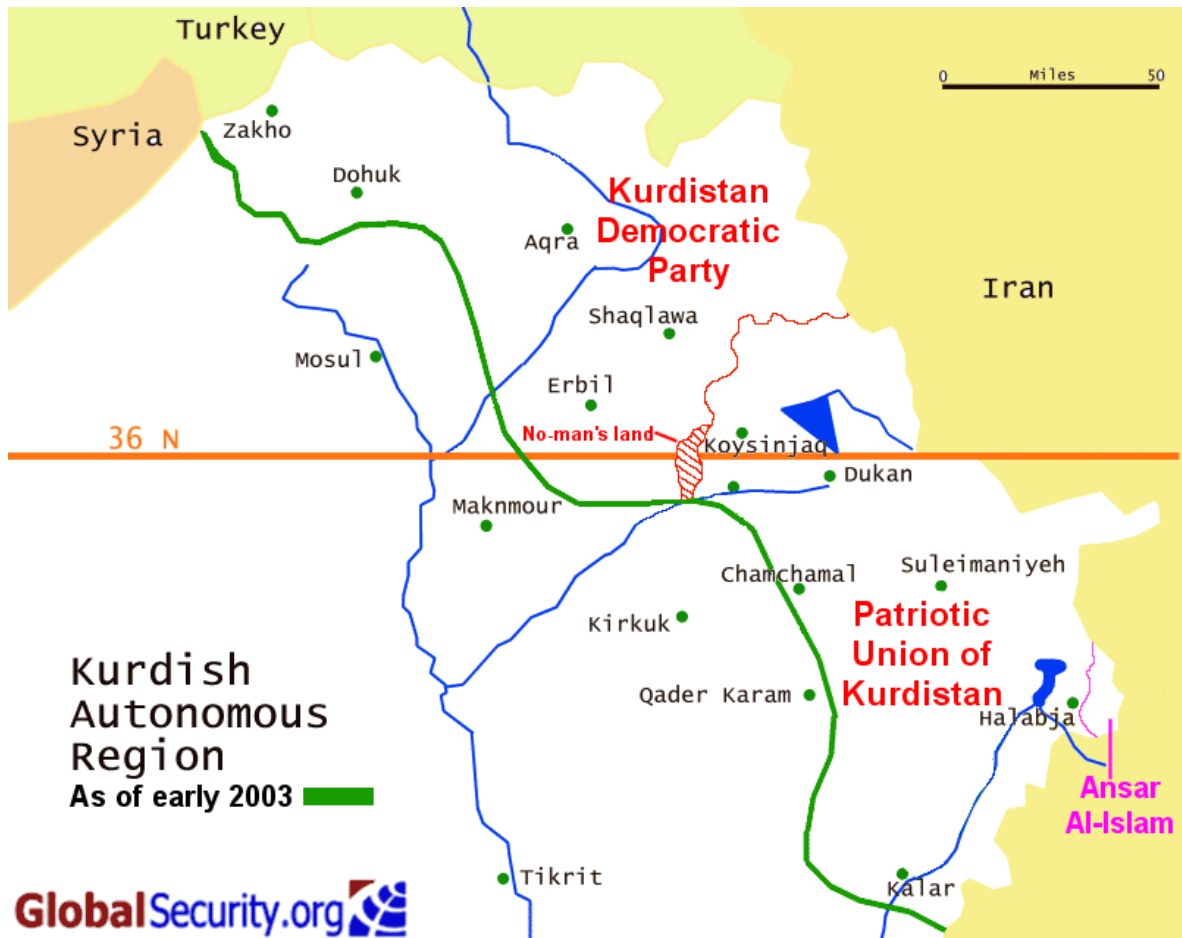 Turkey
0 Miles 50
Zakho
Syria
Dohuk
Kurdistan
Democratic
Party
Aqra
Iran
Shaqlawa
Mosul
Erbil
36 N
No-man's land
Koysinjaq
Dukan
Maknmour
Chamchamal
Suleimaniyeh
Kirkuk
Patriotic
Union of
Kurdistan
Qader Karam
Halabja
Kurdish
Autonomous
Region
As of early 2003
Ansar
Al-Islam
Tikrit
Kalar
GlobalSecurity.org